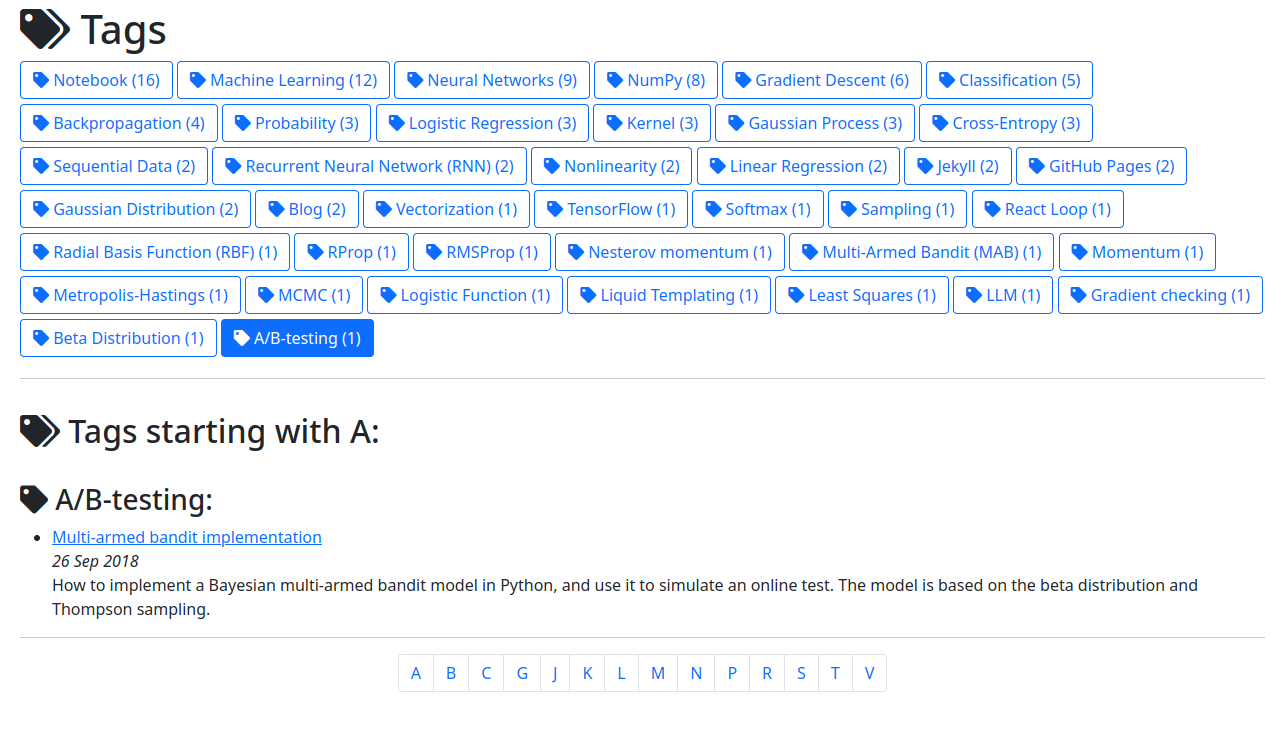 Tags
Notebook (16) Machine Learning (12) Neural Networks (9) NumPy (8) Gradient Descent (6) Classification (5)
Backpropagation (4) Probability (3) Logistic Regression (3) Kernel (3) Gaussian Process (3) Cross-Entropy (3)
Sequential Data (2) Recurrent Neural Network (RNN) (2) Nonlinearity (2) Linear Regression (2) Jekyll (2) GitHub Pages (2)
Gaussian Distribution (2) Blog (2) Vectorization (1) TensorFlow (1) Softmax (1) Sampling (1) React Loop (1)
Radial Basis Function (RBF) (1) RProp (1) RMSProp (1) Nesterov momentum (1) Multi-Armed Bandit (MAB) (1) Momentum (1)
Metropolis-Hastings (1) MCMC (1) Logistic Function (1) Liquid Templating (1) Least Squares (1) LLM (1) Gradient checking (1)
Beta Distribution (1) A/B-testing (1)
Tags starting with A:
A/B-testing:
Multi-armed bandit implementation
26 Sep 2018
How to implement a Bayesian multi-armed bandit model in Python, and use it to simulate an online test. The model is based on the beta distribution and
Thompson sampling.
A B C G J K L M N P R S T V